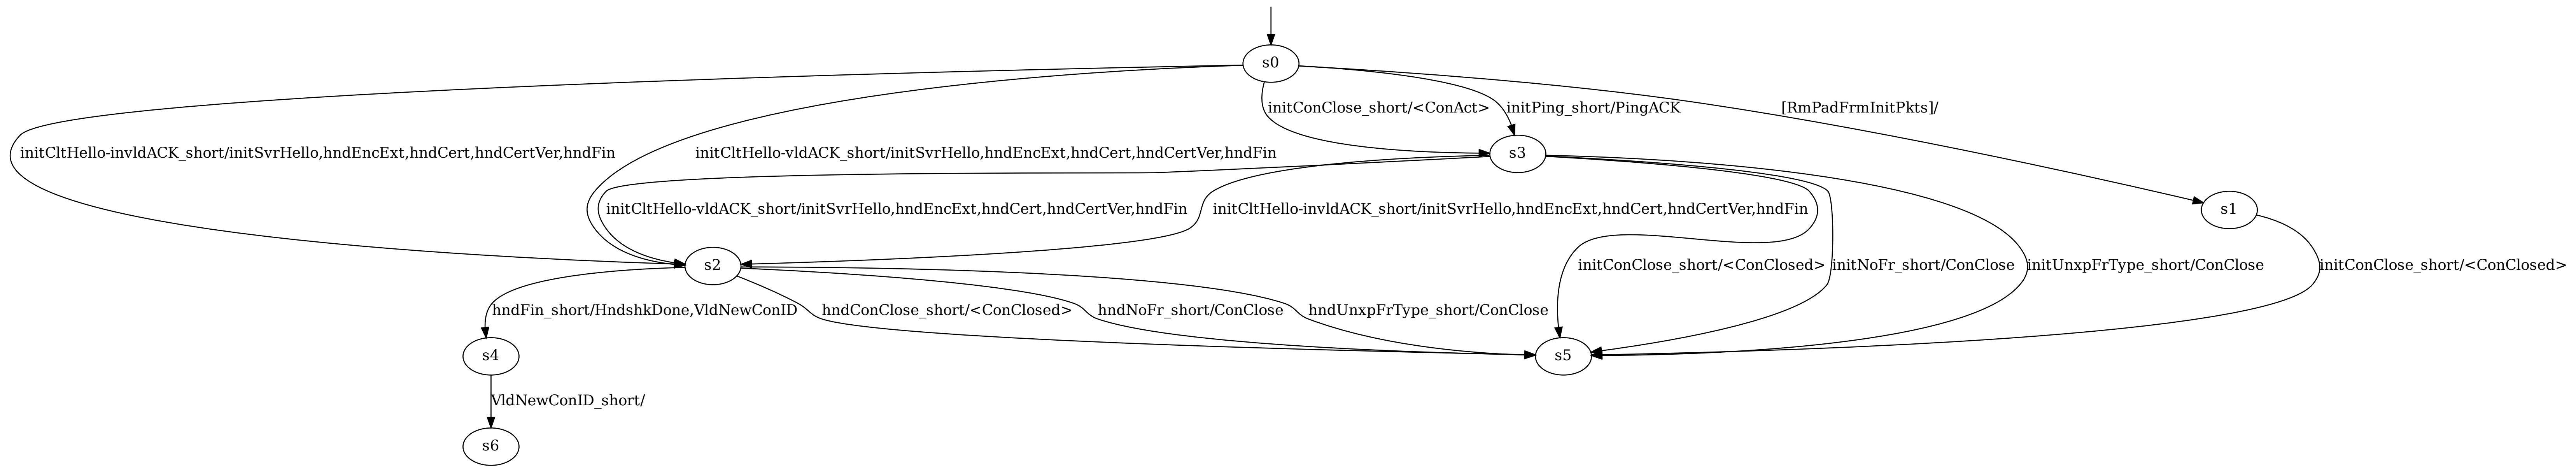 s0
initConClose_short/<ConAct>
initPing_short/PingACK
[RmPadFrmInitPkts]/
initCltHello-invldACK_short/initSvrHello,hndEncExt,hndCert,hndCertVer,hndFin
initCltHello-vldACK_short/initSvrHello,hndEncExt,hndCert,hndCertVer,hndFin
s3
initCltHello-vldACK_short/initSvrHello,hndEncExt,hndCert,hndCertVer,hndFin
initCltHello-invldACK_short/initSvrHello,hndEncExt,hndCert,hndCertVer,hndFin
s1
s2
initConClose_short/<ConClosed>
initNoFr_short/ConClose
initUnxpFrType_short/ConClose
initConClose_short/<ConClosed>
hndFin_short/HndshkDone,VldNewConID
hndConClose_short/<ConClosed>
hndNoFr_short/ConClose
hndUnxpFrType_short/ConClose
s4
s5
VldNewConID_short/
s6